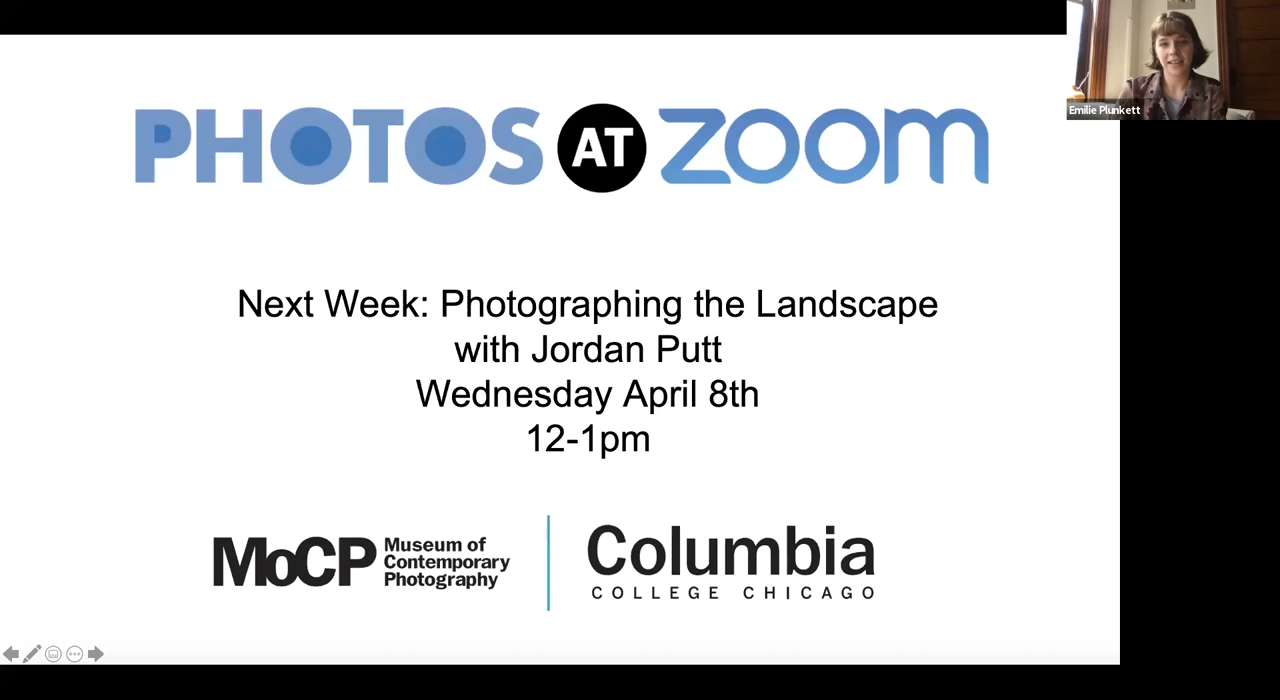 PHOTOS AT zoom
Emilie Plunkett
Next Week: Photographing the Landscape
with Jordan Putt
Wednesday April 8th
12-1pm
MoCP
Museum of
Contemporary
Photography
Columbia
COLLEGE CHICAGO